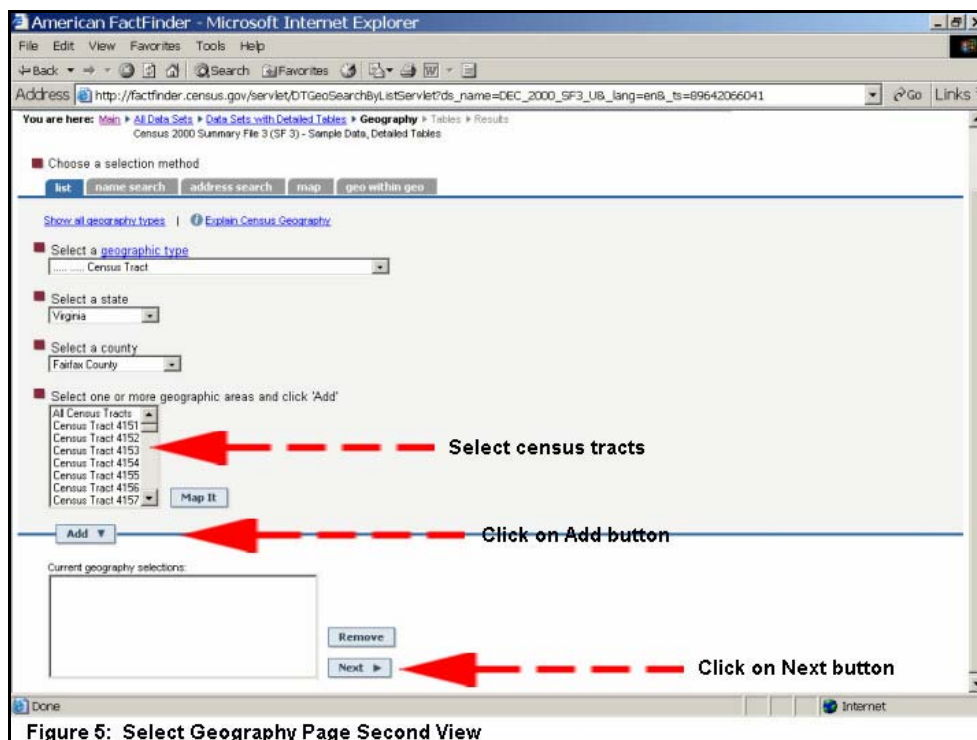 American FactFinder - Microsoft Internet Explorer
File Edit View Favorites Tools Help
Back Search Favorites
Address http://factfinder.census.gov/servlet/DTGeoSearchByListServlet?ds_name=DEC_2000_SF3_U&_lang=en&_ts=89642066041 Go Links
You are here: Main ▸ All Data Sets ▸ Data Sets with Detailed Tables ▸ Geography ▸ Tables ▸ Results
Census 2000 Summary File 3 (SF 3) - Sample Data, Detailed Tables
Choose a selection method
list name search address search map geo within geo
Show all geography types | Explain Census Geography
Select a geographic type
..... ..... Census Tract
Select a state
Virginia
Select a county
Fairfax County
Select one or more geographic areas and click 'Add'
All Census Tracts
Census Tract 4151
Census Tract 4152
Census Tract 4153
Select census tracts
Census Tract 4154
Census Tract 4155
Census Tract 4156
Census Tract 4157
Map It
Add ▼
Click on Add button
Current geography selections:
Remove
Next ►
Click on Next button
Done Internet
Figure 5: Select Geography Page Second View